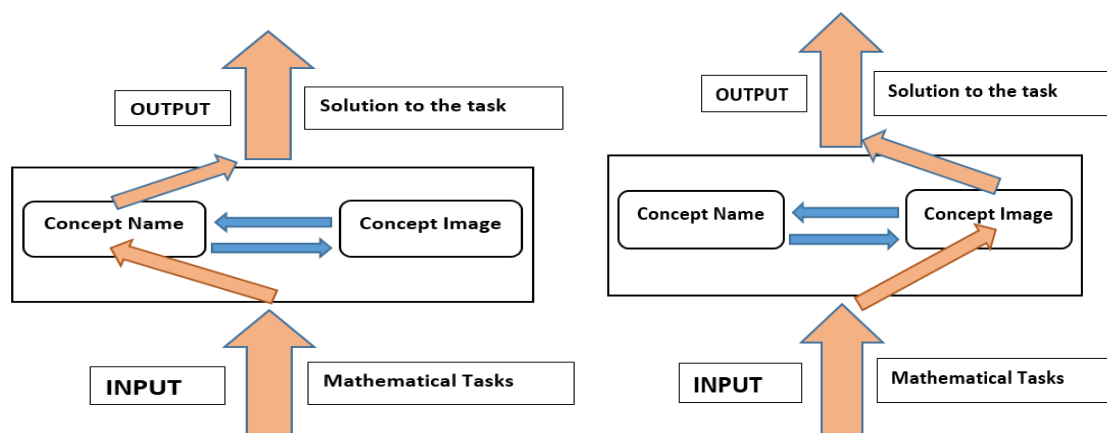 OUTPUT
Solution to the task
Concept Name
Concept Image
INPUT
Mathematical Tasks
OUTPUT
Solution to the task
Concept Name
Concept Image
INPUT
Mathematical Tasks